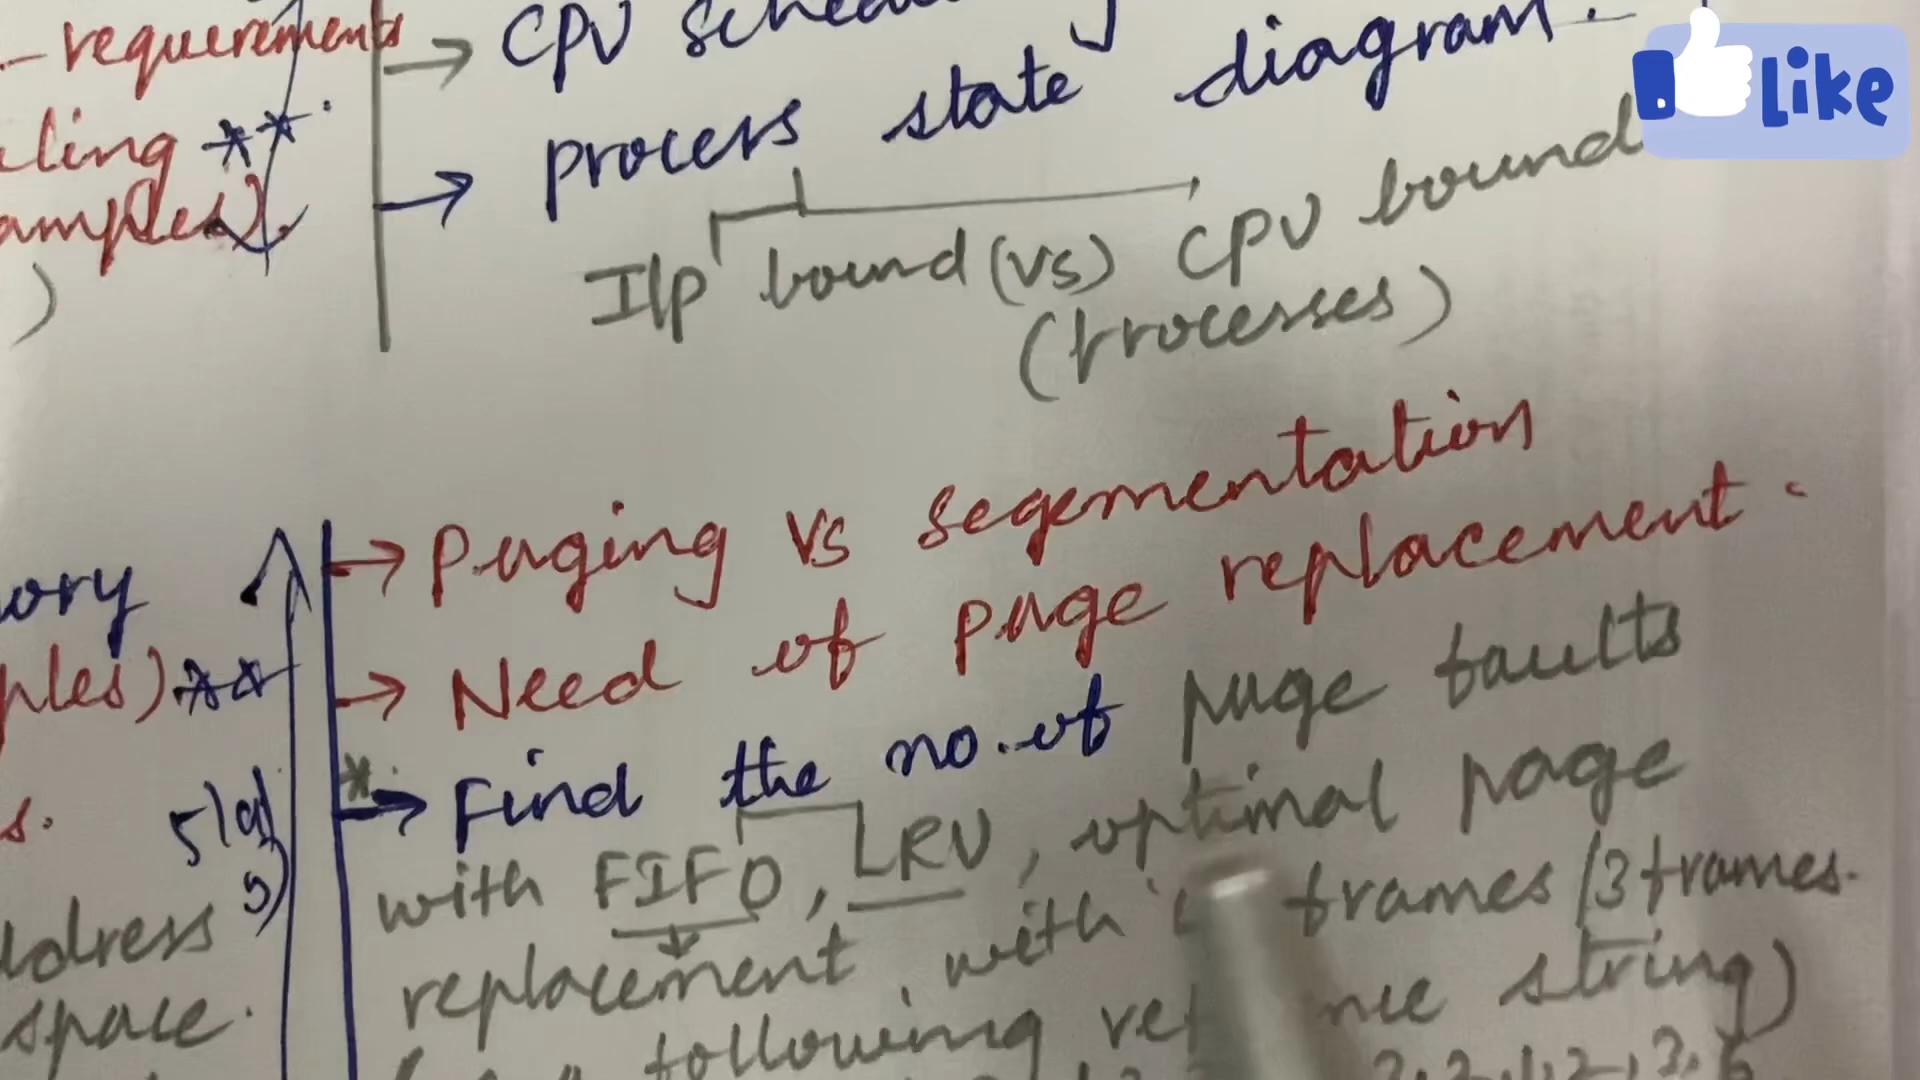 - requirements
→ CPU
ling **.
→ process state diagram.
amples).
)
I/p bound (vs) CPU bound
(processes)
→ Paging vs segementation
ory
→ Need of page replacement.
ples) **
* → Find the no. of page faults
s.
5(a)
with FIFO, LRU, optimal page
5)
replacement with frames / 3 frames.
ddress
space.
following string)
2, 3,
Like